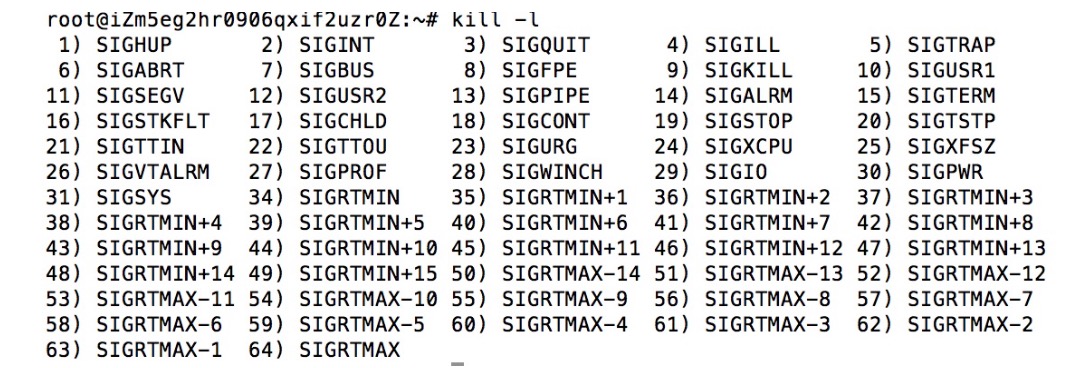 root@iZm5eg2hr0906qxif2uzr0Z:~# kill -l
 1) SIGHUP       2) SIGINT       3) SIGQUIT      4) SIGILL       5) SIGTRAP
 6) SIGABRT      7) SIGBUS       8) SIGFPE       9) SIGKILL     10) SIGUSR1
11) SIGSEGV     12) SIGUSR2     13) SIGPIPE     14) SIGALRM     15) SIGTERM
16) SIGSTKFLT   17) SIGCHLD     18) SIGCONT     19) SIGSTOP     20) SIGTSTP
21) SIGTTIN     22) SIGTTOU     23) SIGURG      24) SIGXCPU     25) SIGXFSZ
26) SIGVTALRM   27) SIGPROF     28) SIGWINCH    29) SIGIO       30) SIGPWR
31) SIGSYS      34) SIGRTMIN    35) SIGRTMIN+1  36) SIGRTMIN+2  37) SIGRTMIN+3
38) SIGRTMIN+4  39) SIGRTMIN+5  40) SIGRTMIN+6  41) SIGRTMIN+7  42) SIGRTMIN+8
43) SIGRTMIN+9  44) SIGRTMIN+10 45) SIGRTMIN+11 46) SIGRTMIN+12 47) SIGRTMIN+13
48) SIGRTMIN+14 49) SIGRTMIN+15 50) SIGRTMAX-14 51) SIGRTMAX-13 52) SIGRTMAX-12
53) SIGRTMAX-11 54) SIGRTMAX-10 55) SIGRTMAX-9  56) SIGRTMAX-8  57) SIGRTMAX-7
58) SIGRTMAX-6  59) SIGRTMAX-5  60) SIGRTMAX-4  61) SIGRTMAX-3  62) SIGRTMAX-2
63) SIGRTMAX-1  64) SIGRTMAX